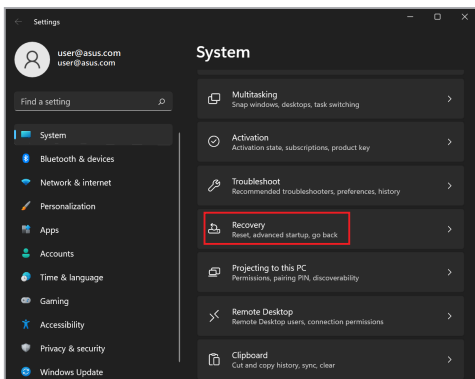 Settings
user@asus.com
user@asus.com
Find a setting
System
Bluetooth & devices
Network & internet
Personalization
Apps
Accounts
Time & language
Gaming
Accessibility
Privacy & security
Windows Update
System
Multitasking
Snap windows, desktops, task switching
Activation
Activation state, subscriptions, product key
Troubleshoot
Recommended troubleshooters, preferences, history
Recovery
Reset, advanced startup, go back
Projecting to this PC
Permissions, pairing PIN, discoverability
Remote Desktop
Remote Desktop users, connection permissions
Clipboard
Cut and copy history, sync, clear